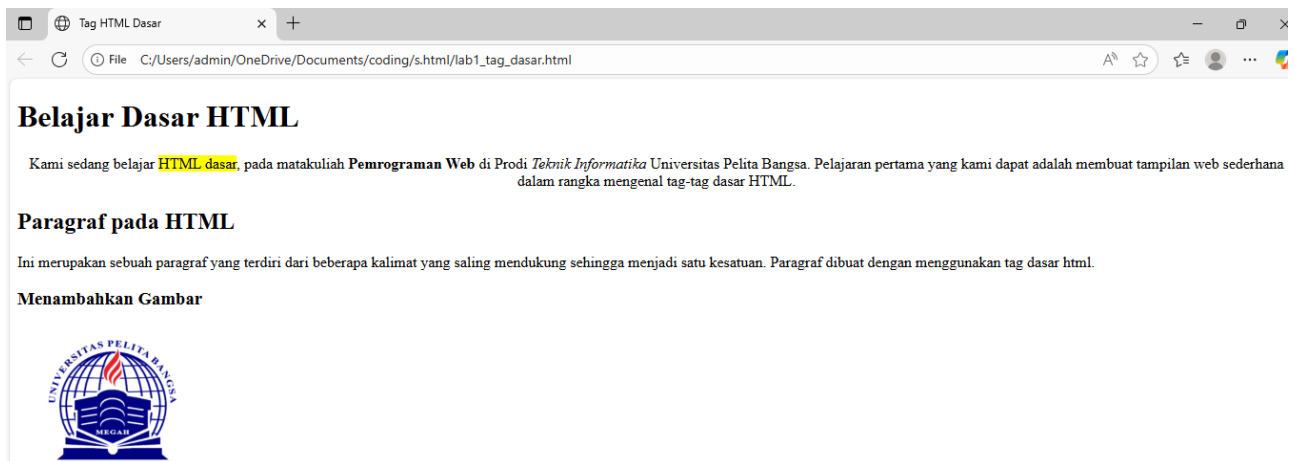 Tag HTML Dasar
File C:/Users/admin/OneDrive/Documents/coding/s.html/lab1_tag_dasar.html
Belajar Dasar HTML
Kami sedang belajar HTML dasar, pada matakuliah Pemrograman Web di Prodi Teknik Informatika Universitas Pelita Bangsa. Pelajaran pertama yang kami dapat adalah membuat tampilan web sederhana
dalam rangka mengenal tag-tag dasar HTML.
Paragraf pada HTML
Ini merupakan sebuah paragraf yang terdiri dari beberapa kalimat yang saling mendukung sehingga menjadi satu kesatuan. Paragraf dibuat dengan menggunakan tag dasar html.
Menambahkan Gambar
UNIVERSITAS PELITA BANGSA
MEGAH